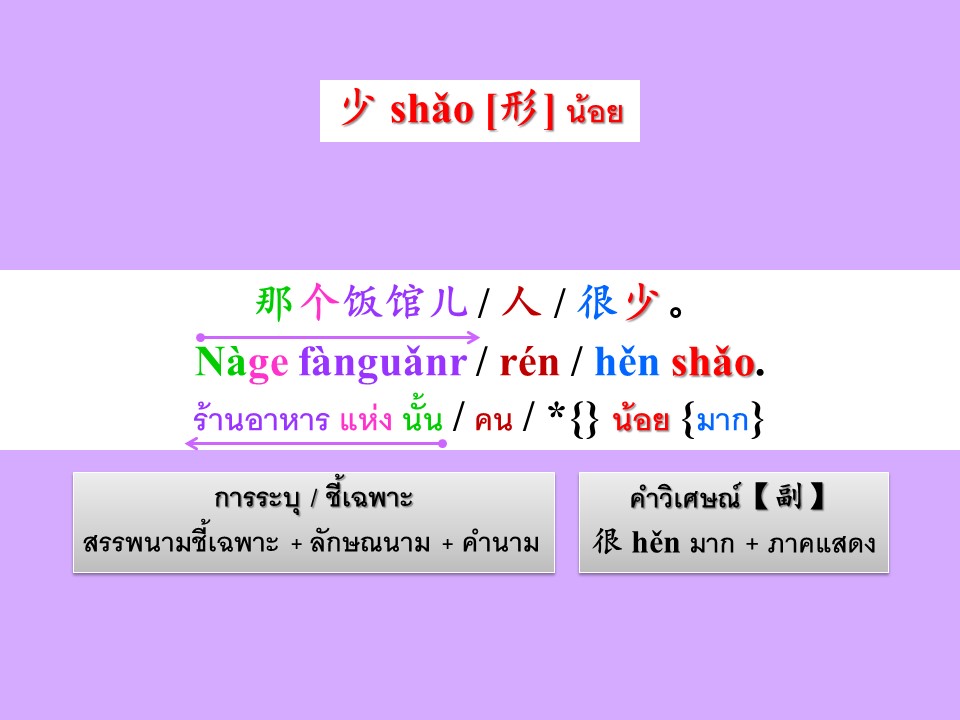 少 shǎo [形] น้อย
那个饭馆儿 / 人 / 很少。
Nàge fànguǎnr / rén / hěn shǎo.
ร้านอาหาร แห่ง นั้น / คน / *{} น้อย {มาก}
การระบุ / ชี้เฉพาะ
สรรพนามชี้เฉพาะ + ลักษณนาม + คำนาม
คำวิเศษณ์【副】
很 hěn มาก + ภาคแสดง